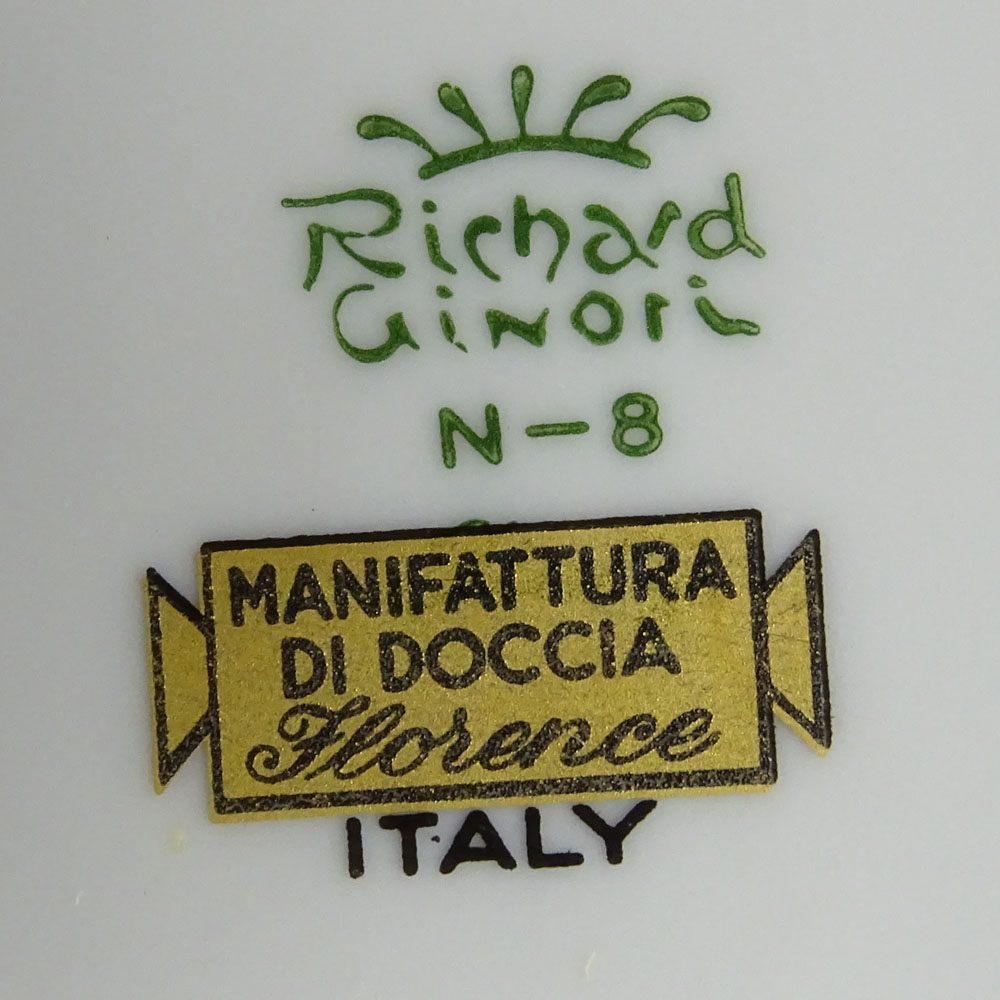 Richard
Ginori
N-8
MANIFATTURA
DI DOCCIA
Florence
ITALY